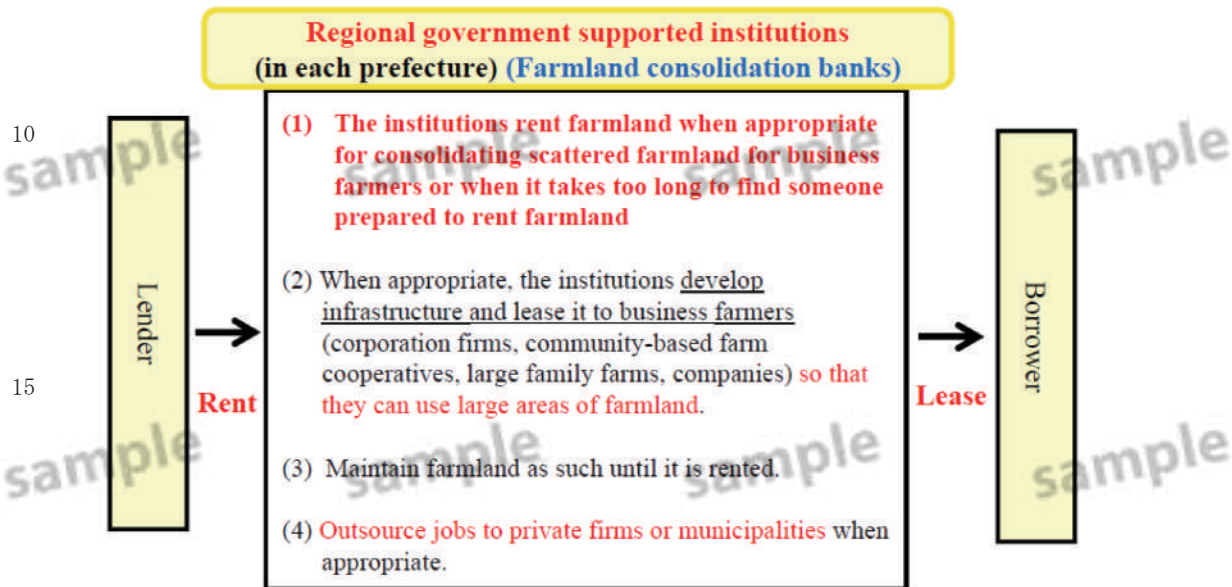 Regional government supported institutions
(in each prefecture) (Farmland consolidation banks)
10
15
Lender
Rent
(1) The institutions rent farmland when appropriate
for consolidating scattered farmland for business
farmers or when it takes too long to find someone
prepared to rent farmland
(2) When appropriate, the institutions develop
infrastructure and lease it to business farmers
(corporation firms, community-based farm
cooperatives, large family farms, companies) so that
they can use large areas of farmland.
(3) Maintain farmland as such until it is rented.
(4) Outsource jobs to private firms or municipalities when
appropriate.
Lease
Borrower
sample
sample
sample
sample
sample
sample
sample
sample